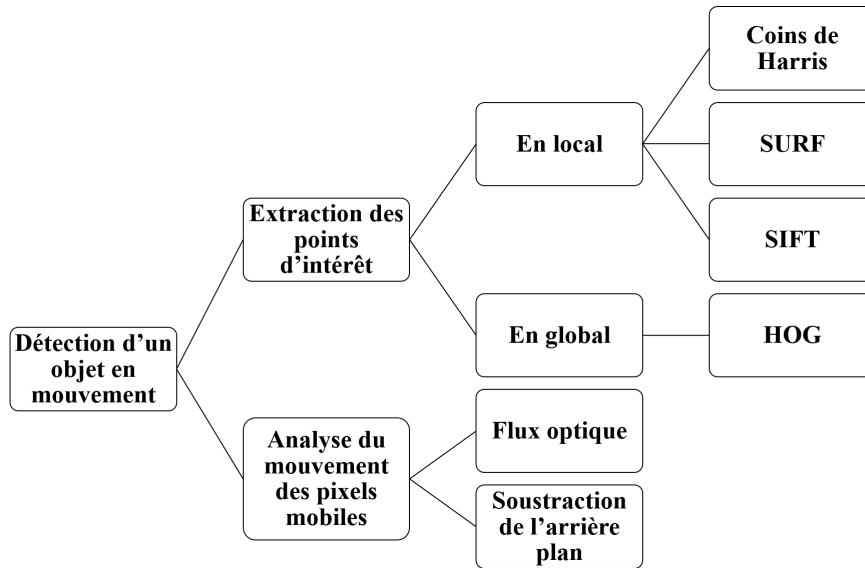 Détection d’un
objet en
mouvement
Extraction des
points
d’intérêt
En local
Coins de
Harris
SURF
SIFT
En global
HOG
Analyse du
mouvement
des pixels
mobiles
Flux optique
Soustraction
de l’arrière
plan